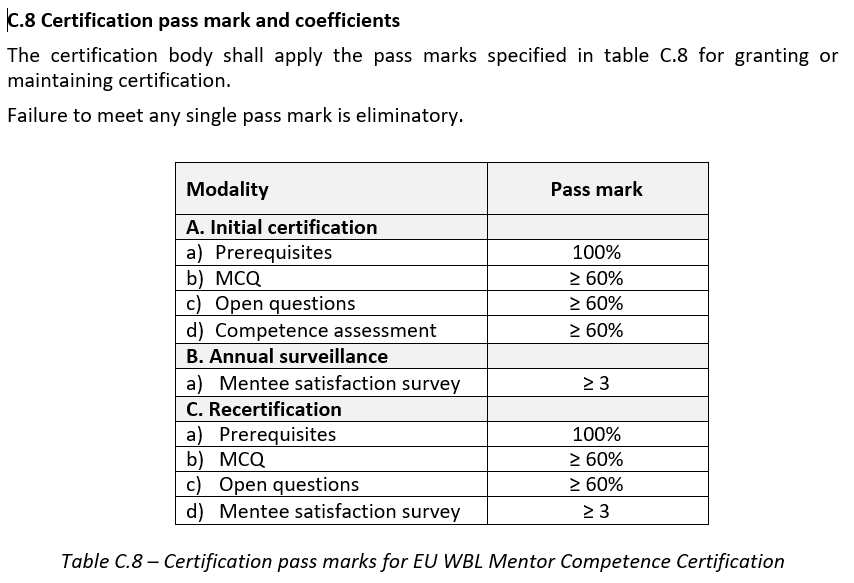 C.8 Certification pass mark and coefficients
The certification body shall apply the pass marks specified in table C.8 for granting or
maintaining certification.
Failure to meet any single pass mark is eliminatory.
Modality Pass mark
A. Initial certification
a) Prerequisites 100%
b) MCQ ≥ 60%
c) Open questions ≥ 60%
d) Competence assessment ≥ 60%
B. Annual surveillance
a) Mentee satisfaction survey ≥ 3
C. Recertification
a) Prerequisites 100%
b) MCQ ≥ 60%
c) Open questions ≥ 60%
d) Mentee satisfaction survey ≥ 3
Table C.8 – Certification pass marks for EU WBL Mentor Competence Certification